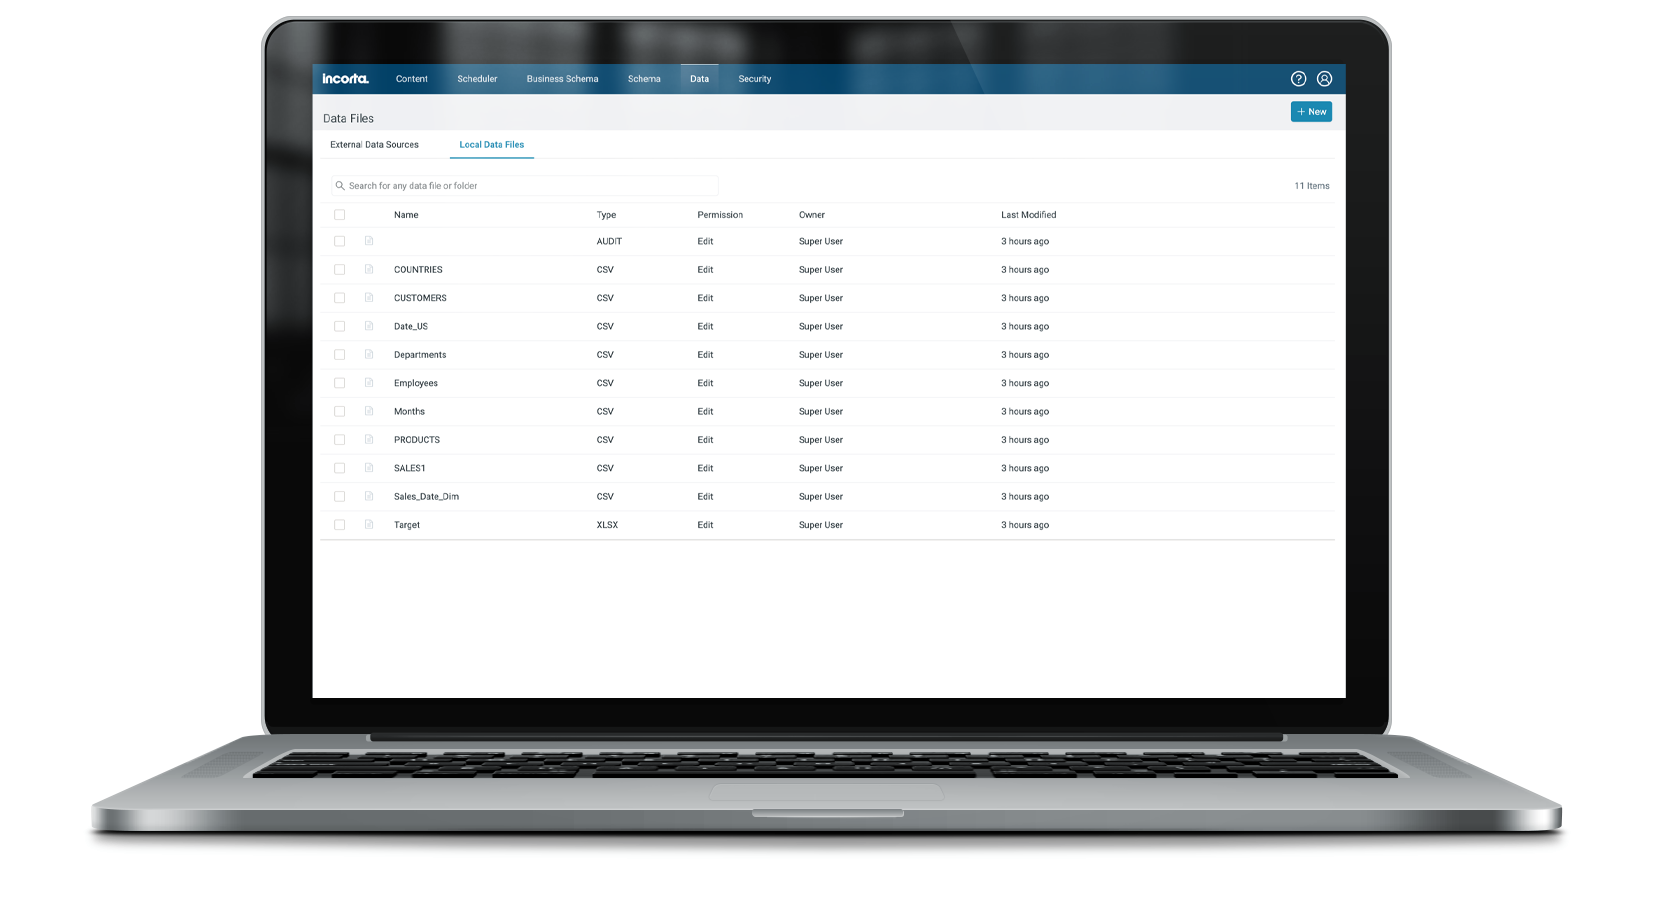 incorta. Content Scheduler Business Schema Schema Data Security ?
Data Files + New
External Data Sources Local Data Files
Search for any data file or folder 11 Items
Name Type Permission Owner Last Modified
AUDIT Edit Super User 3 hours ago
COUNTRIES CSV Edit Super User 3 hours ago
CUSTOMERS CSV Edit Super User 3 hours ago
Date_US CSV Edit Super User 3 hours ago
Departments CSV Edit Super User 3 hours ago
Employees CSV Edit Super User 3 hours ago
Months CSV Edit Super User 3 hours ago
PRODUCTS CSV Edit Super User 3 hours ago
SALES1 CSV Edit Super User 3 hours ago
Sales_Date_Dim CSV Edit Super User 3 hours ago
Target XLSX Edit Super User 3 hours ago